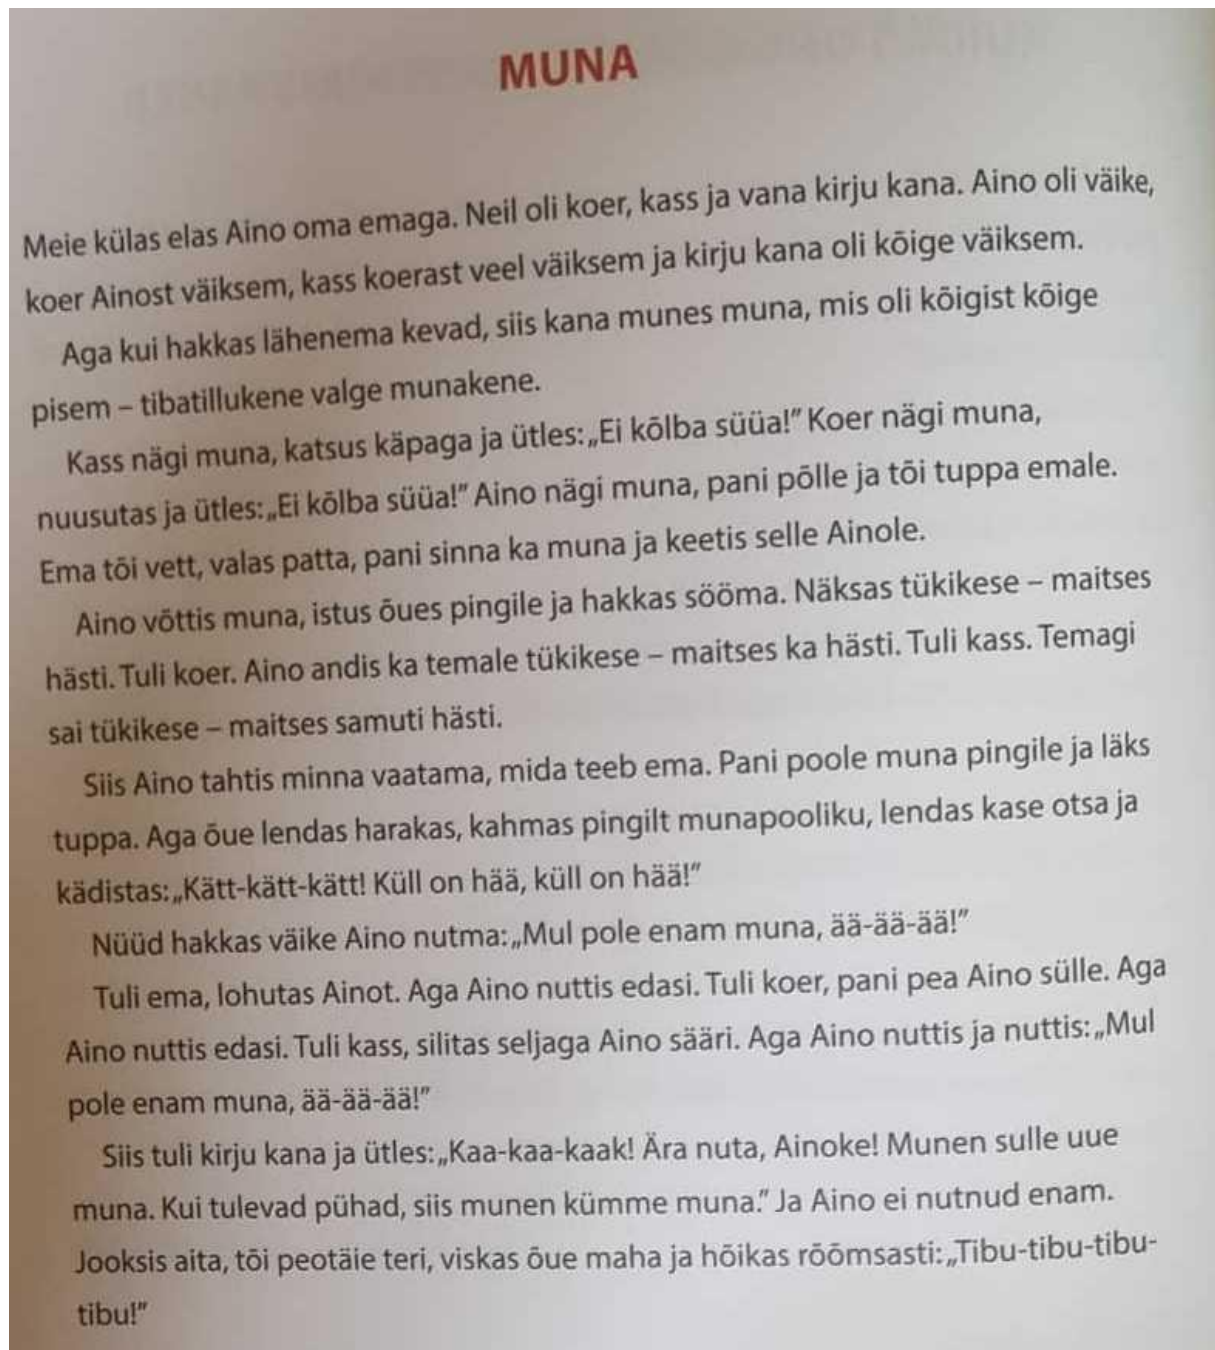 MUNA
Meie külas elas Aino oma emaga. Neil oli koer, kass ja vana kirju kana. Aino oli väike,
koer Ainost väiksem, kass koerast veel väiksem ja kirju kana oli kõige väiksem.
Aga kui hakkas lähenema kevad, siis kana munes muna, mis oli kõigist kõige
pisem – tibatillukene valge munakene.
Kass nägi muna, katsus käpaga ja ütles: „Ei kõlba süüa!” Koer nägi muna,
nuusutas ja ütles: „Ei kõlba süüa!” Aino nägi muna, pani põlle ja tõi tuppa emale.
Ema tõi vett, valas patta, pani sinna ka muna ja keetis selle Ainole.
Aino võttis muna, istus õues pingile ja hakkas sööma. Näksas tükikese – maitses
hästi. Tuli koer. Aino andis ka temale tükikese – maitses ka hästi. Tuli kass. Temagi
sai tükikese – maitses samuti hästi.
Siis Aino tahtis minna vaatama, mida teeb ema. Pani poole muna pingile ja läks
tuppa. Aga õue lendas harakas, kahmas pingilt munapooliku, lendas kase otsa ja
kädistas: „Kätt-kätt-kätt! Küll on hää, küll on hää!”
Nüüd hakkas väike Aino nutma: „Mul pole enam muna, ää-ää-ää!”
Tuli ema, lohutas Ainot. Aga Aino nuttis edasi. Tuli koer, pani pea Aino sülle. Aga
Aino nuttis edasi. Tuli kass, silitas seljaga Aino sääri. Aga Aino nuttis ja nuttis: „Mul
pole enam muna, ää-ää-ää!”
Siis tuli kirju kana ja ütles: „Kaa-kaa-kaak! Ära nuta, Ainoke! Munen sulle uue
muna. Kui tulevad pühad, siis munen kümme muna.” Ja Aino ei nutnud enam.
Jooksis aita, tõi peotäie teri, viskas õue maha ja hõikas rõõmsasti: „Tibu-tibu-tibu-
tibu!”